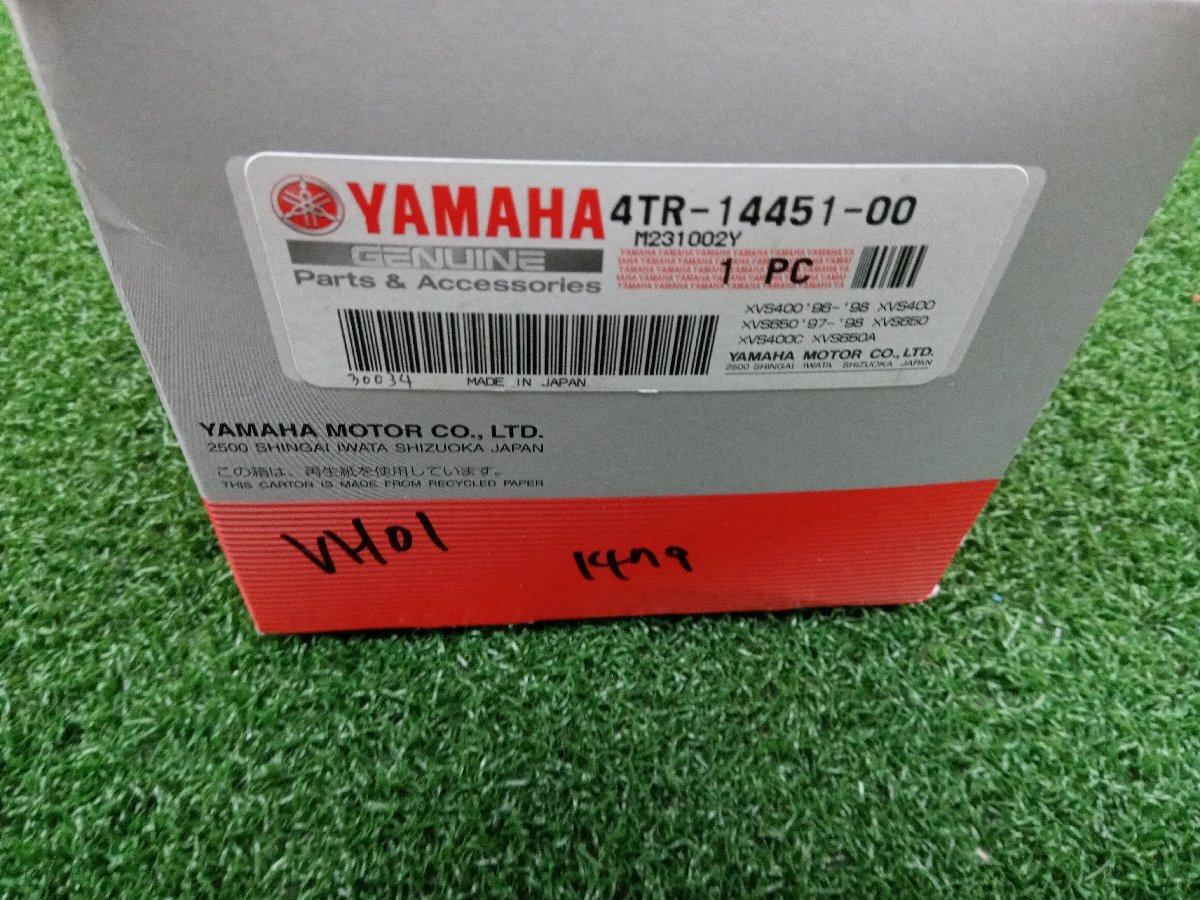 YAMAHA 4TR-14451-00
M231002Y
GENUINE
1 PC
Parts & Accessories
XVS400 '96-'98 XVS400
XVS650 '97-'98 XVS650
XVS400C XVS650A
YAMAHA MOTOR CO., LTD.
2500 SHINGAI IWATA SHIZUOKA JAPAN
30034
MADE IN JAPAN
YAMAHA MOTOR CO., LTD.
2500 SHINGAI IWATA SHIZUOKA JAPAN
この箱は、再生紙を使用しています。
THIS CARTON IS MADE FROM RECYCLED PAPER
VH01